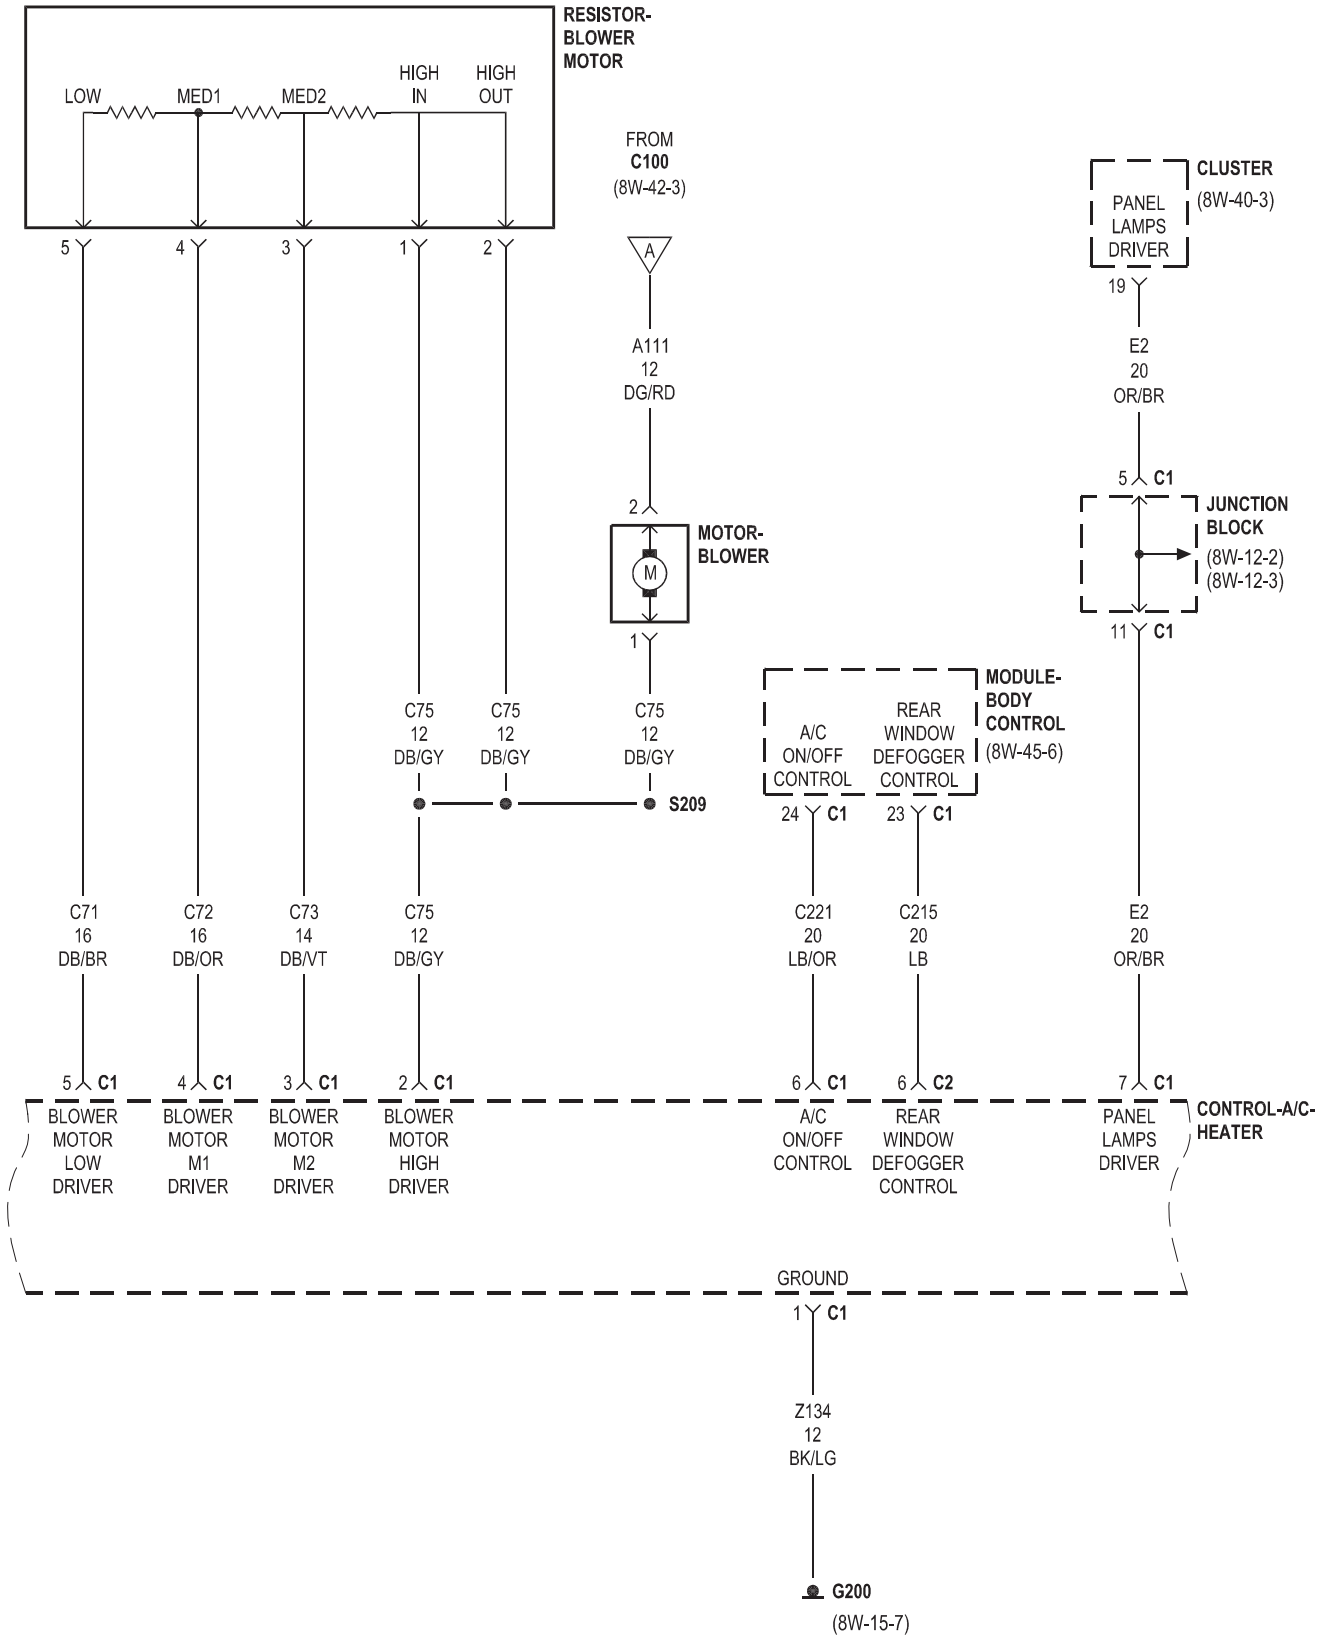 RESISTOR-
BLOWER
MOTOR
LOW
MED1
MED2
HIGH
IN
HIGH
OUT
5
4
3
1
2
FROM
C100
(8W-42-3)
A
A111
12
DG/RD
2
MOTOR-
BLOWER
M
1
CLUSTER
(8W-40-3)
PANEL
LAMPS
DRIVER
19
E2
20
OR/BR
5 C1
JUNCTION
BLOCK
(8W-12-2)
(8W-12-3)
11 C1
C75
12
DB/GY
C75
12
DB/GY
C75
12
DB/GY
S209
MODULE-
BODY
CONTROL
(8W-45-6)
A/C
ON/OFF
CONTROL
REAR
WINDOW
DEFOGGER
CONTROL
24 C1
23 C1
C71
16
DB/BR
C72
16
DB/OR
C73
14
DB/VT
C75
12
DB/GY
C221
20
LB/OR
C215
20
LB
E2
20
OR/BR
5 C1
4 C1
3 C1
2 C1
6 C1
6 C2
7 C1
BLOWER
MOTOR
LOW
DRIVER
BLOWER
MOTOR
M1
DRIVER
BLOWER
MOTOR
M2
DRIVER
BLOWER
MOTOR
HIGH
DRIVER
A/C
ON/OFF
CONTROL
REAR
WINDOW
DEFOGGER
CONTROL
PANEL
LAMPS
DRIVER
CONTROL-A/C-
HEATER
GROUND
1 C1
Z134
12
BK/LG
G200
(8W-15-7)